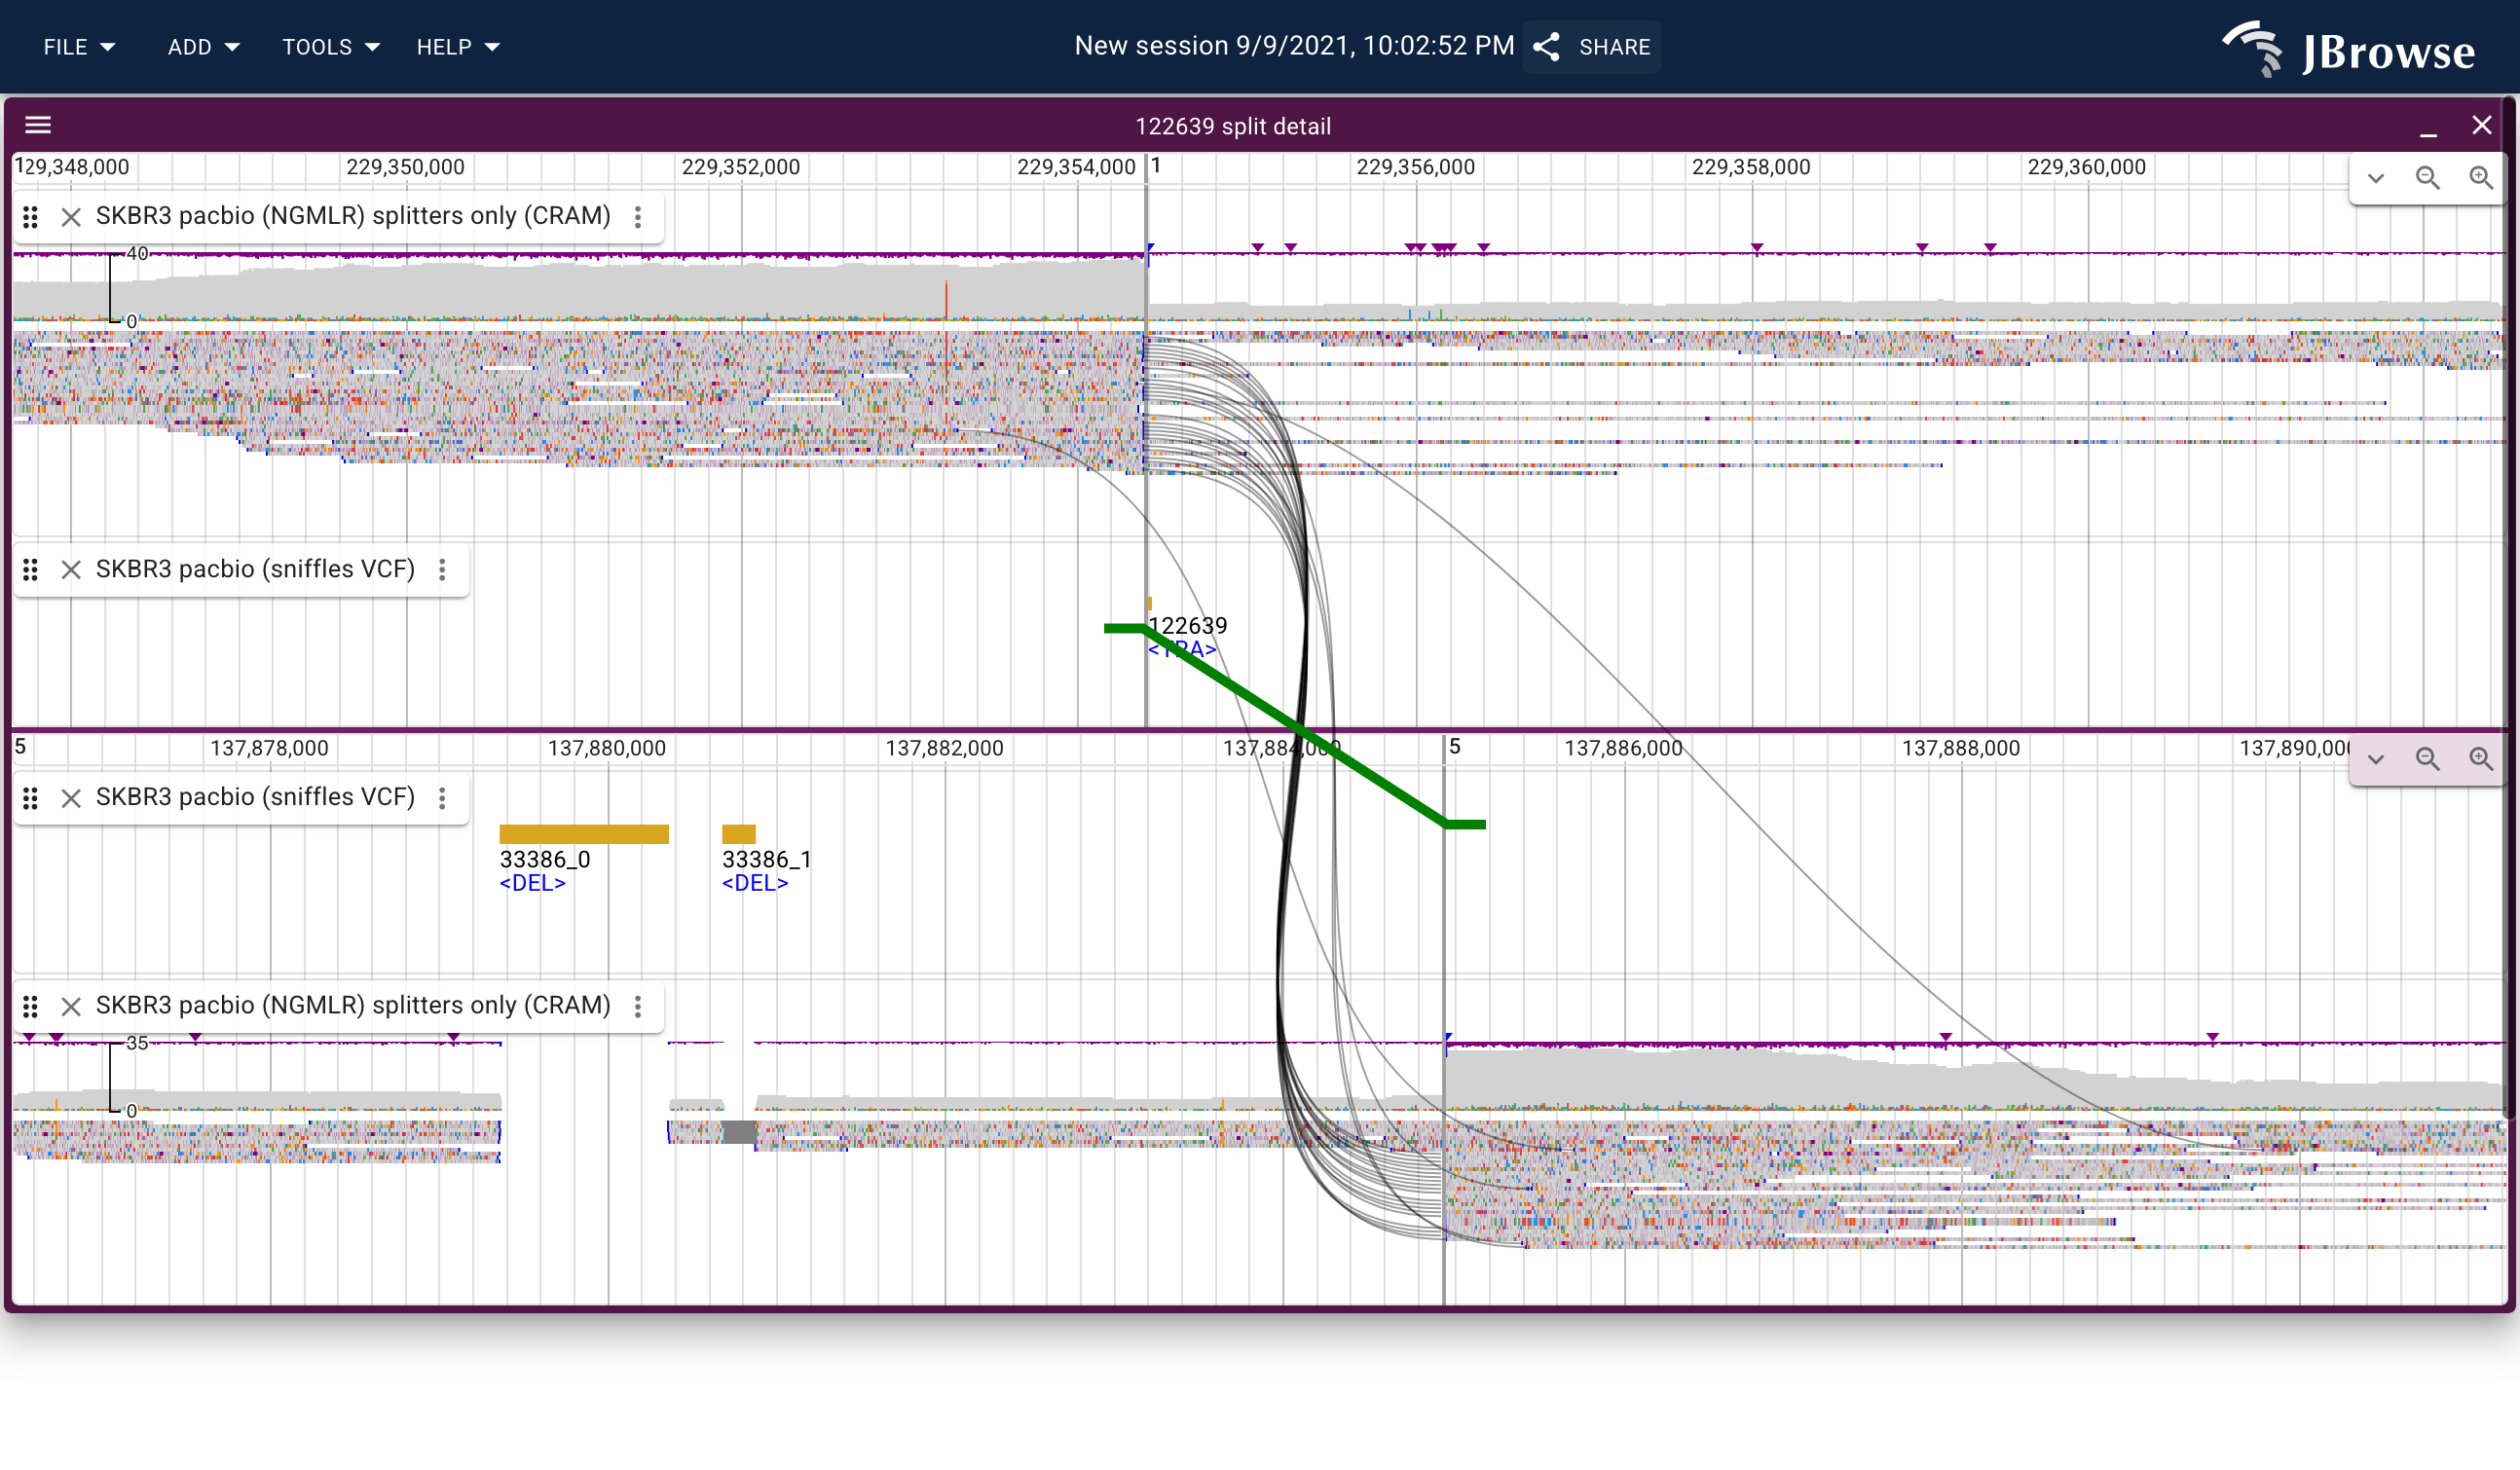 FILE ADD TOOLS HELP New session 9/9/2021, 10:02:52 PM SHARE JBrowse
122639 split detail
1 29,348,000 229,350,000 229,352,000 229,354,000 1 229,356,000 229,358,000 229,360,000
SKBR3 pacbio (NGMLR) splitters only (CRAM)
40
0
SKBR3 pacbio (sniffles VCF)
122639
<TRA>
5 137,878,000 137,880,000 137,882,000 137,884,000 5 137,886,000 137,888,000 137,890,000
SKBR3 pacbio (sniffles VCF)
33386_0 33386_1
<DEL> <DEL>
SKBR3 pacbio (NGMLR) splitters only (CRAM)
35
0